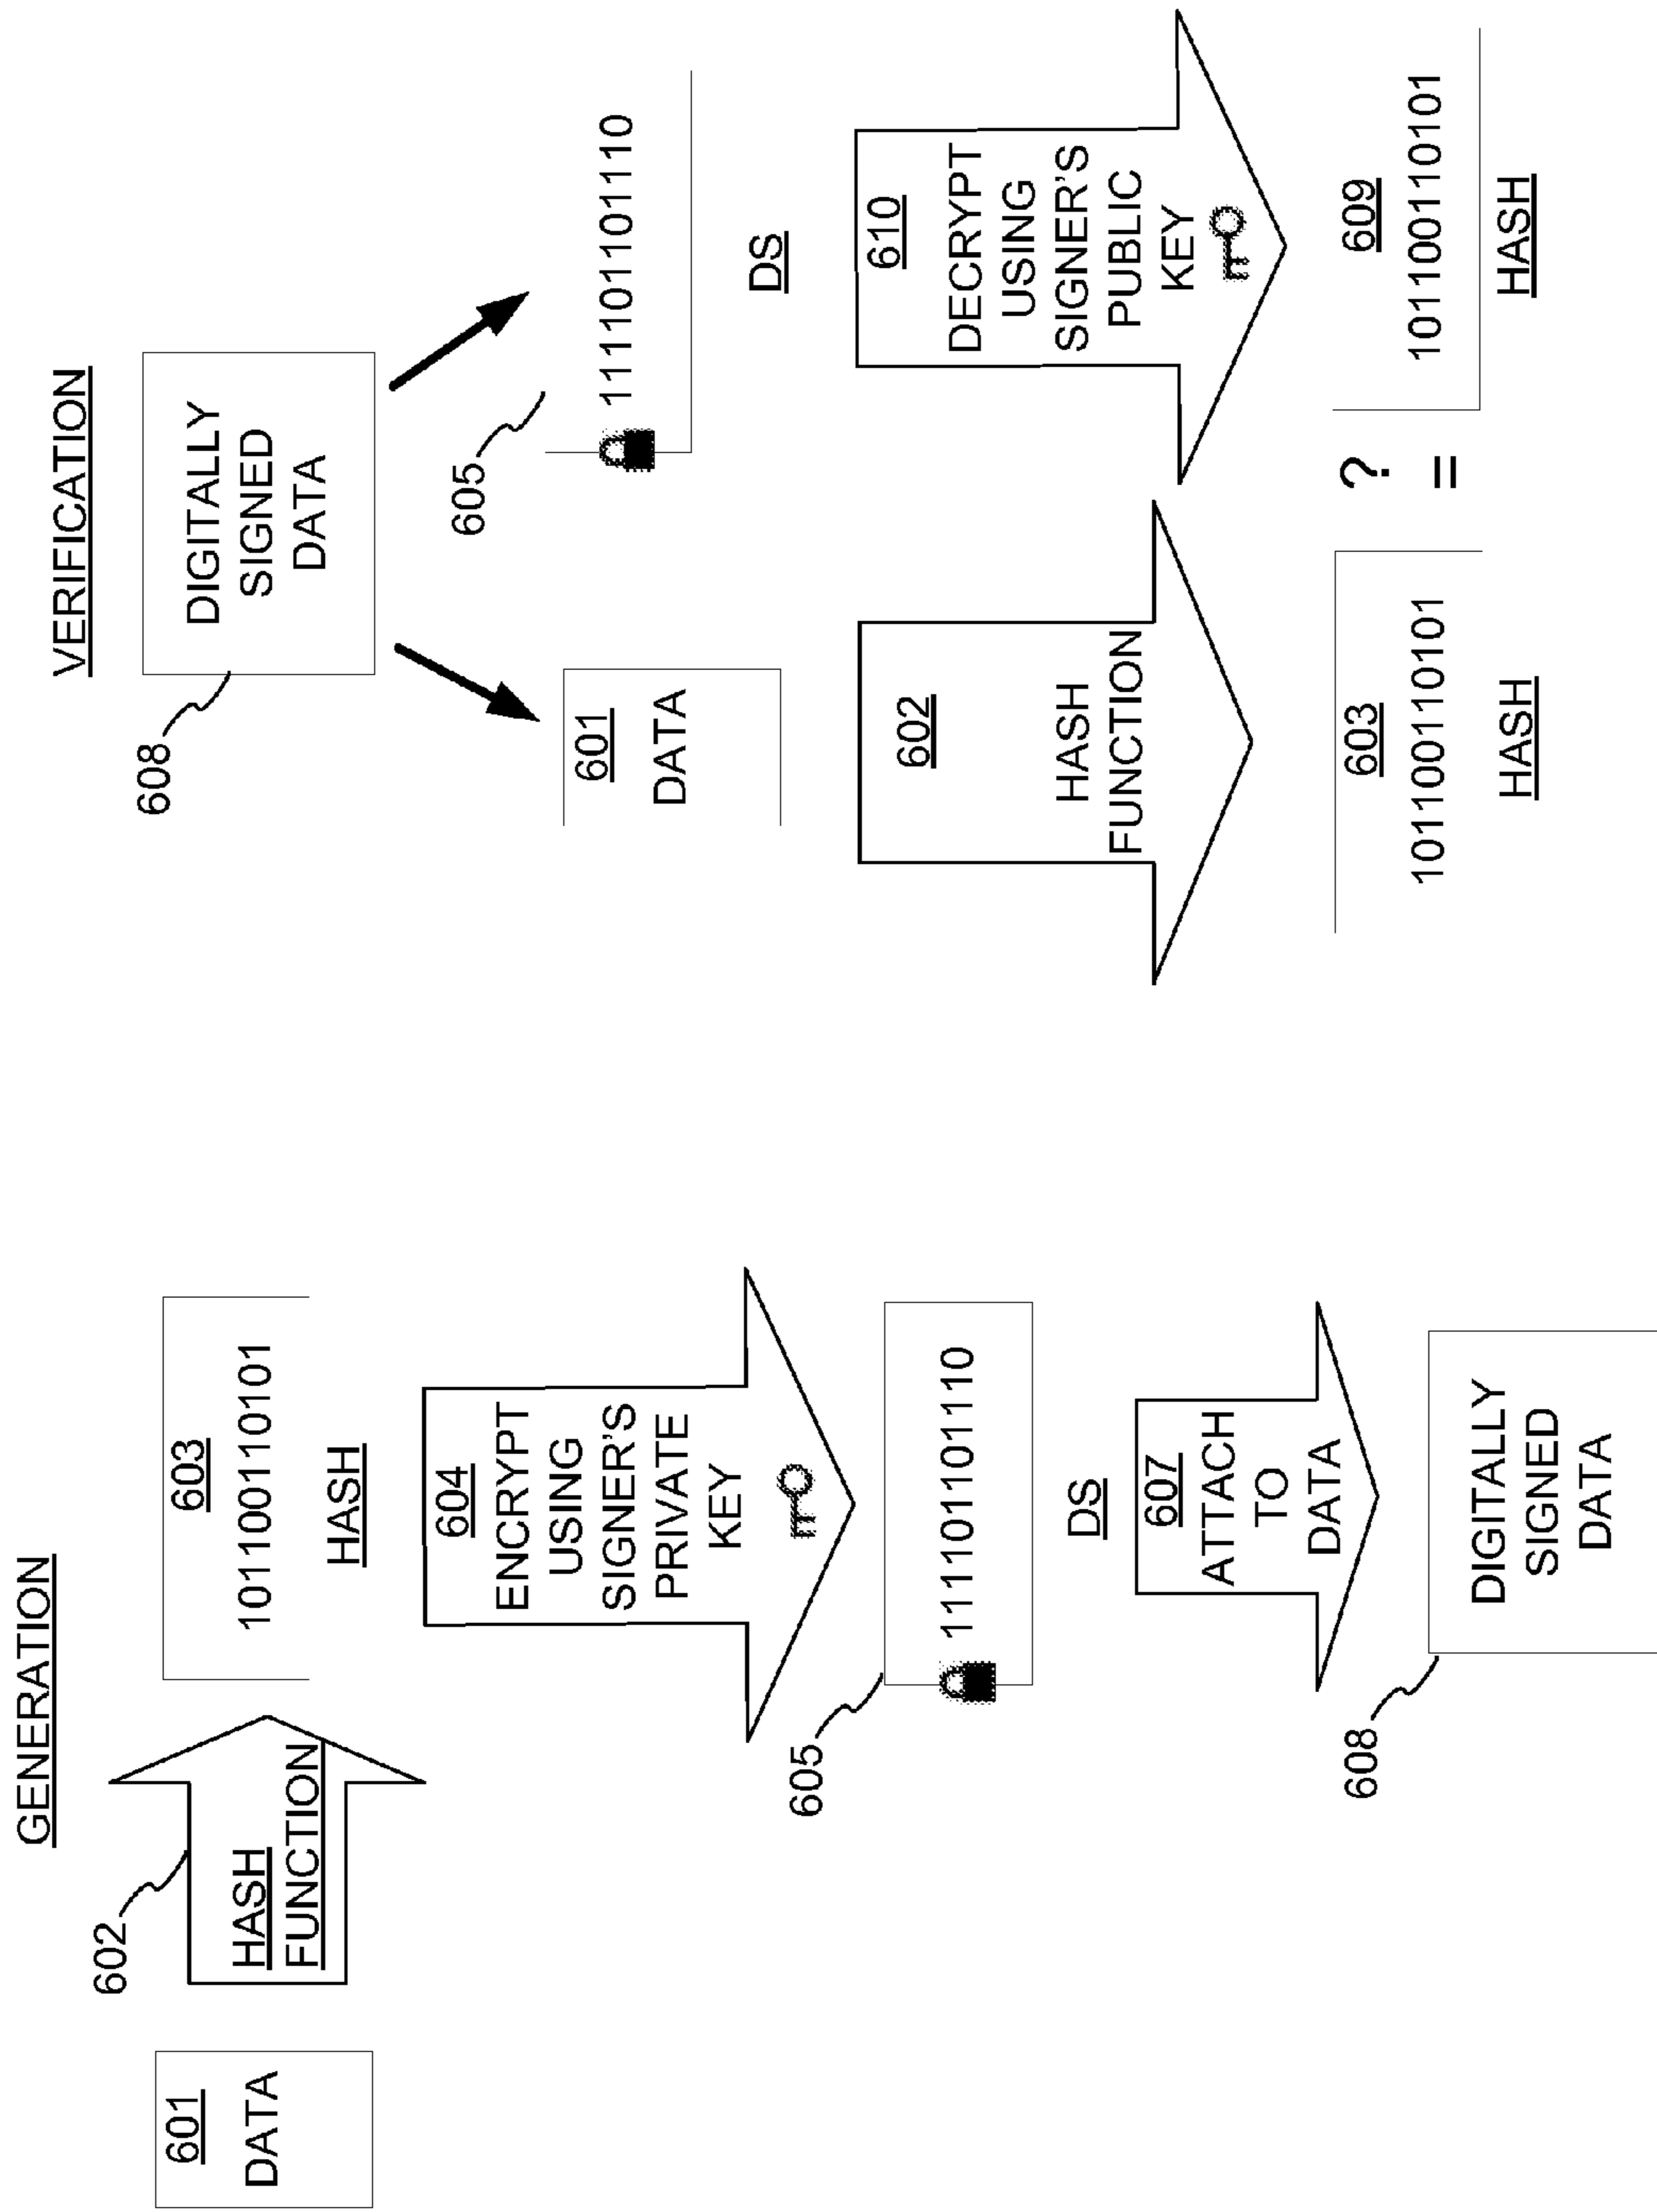 GENERATION
601
DATA
602
HASH
FUNCTION
603
101100110101
HASH
604
ENCRYPT
USING
SIGNER'S
PRIVATE
KEY
605
111101101110
DS
607
ATTACH
TO
DATA
608
DIGITALLY
SIGNED
DATA
VERIFICATION
608
DIGITALLY
SIGNED
DATA
601
DATA
605
111101101110
DS
602
HASH
FUNCTION
610
DECRYPT
USING
SIGNER'S
PUBLIC
KEY
603
101100110101
HASH
?
=
609
101100110101
HASH